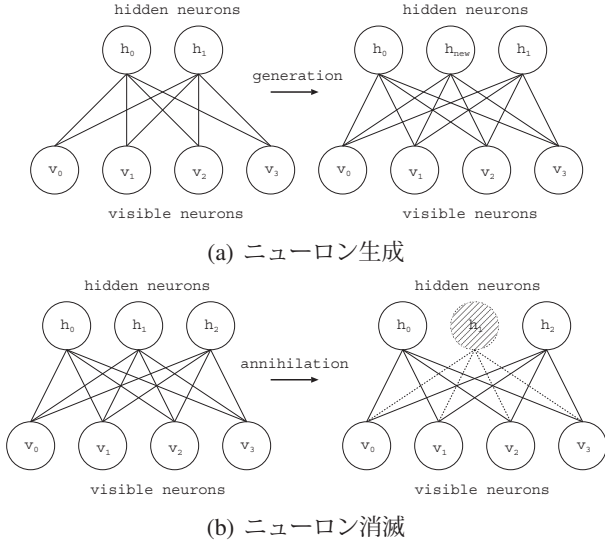 hidden neurons hidden neurons
h₀ h₁ h₀ h_new h₁
generation
v₀ v₁ v₂ v₃ v₀ v₁ v₂ v₃
visible neurons visible neurons
(a) ニューロン生成
hidden neurons hidden neurons
h₀ h₁ h₂ h₀ h₁ h₂
annihilation
v₀ v₁ v₂ v₃ v₀ v₁ v₂ v₃
visible neurons visible neurons
(b) ニューロン消滅